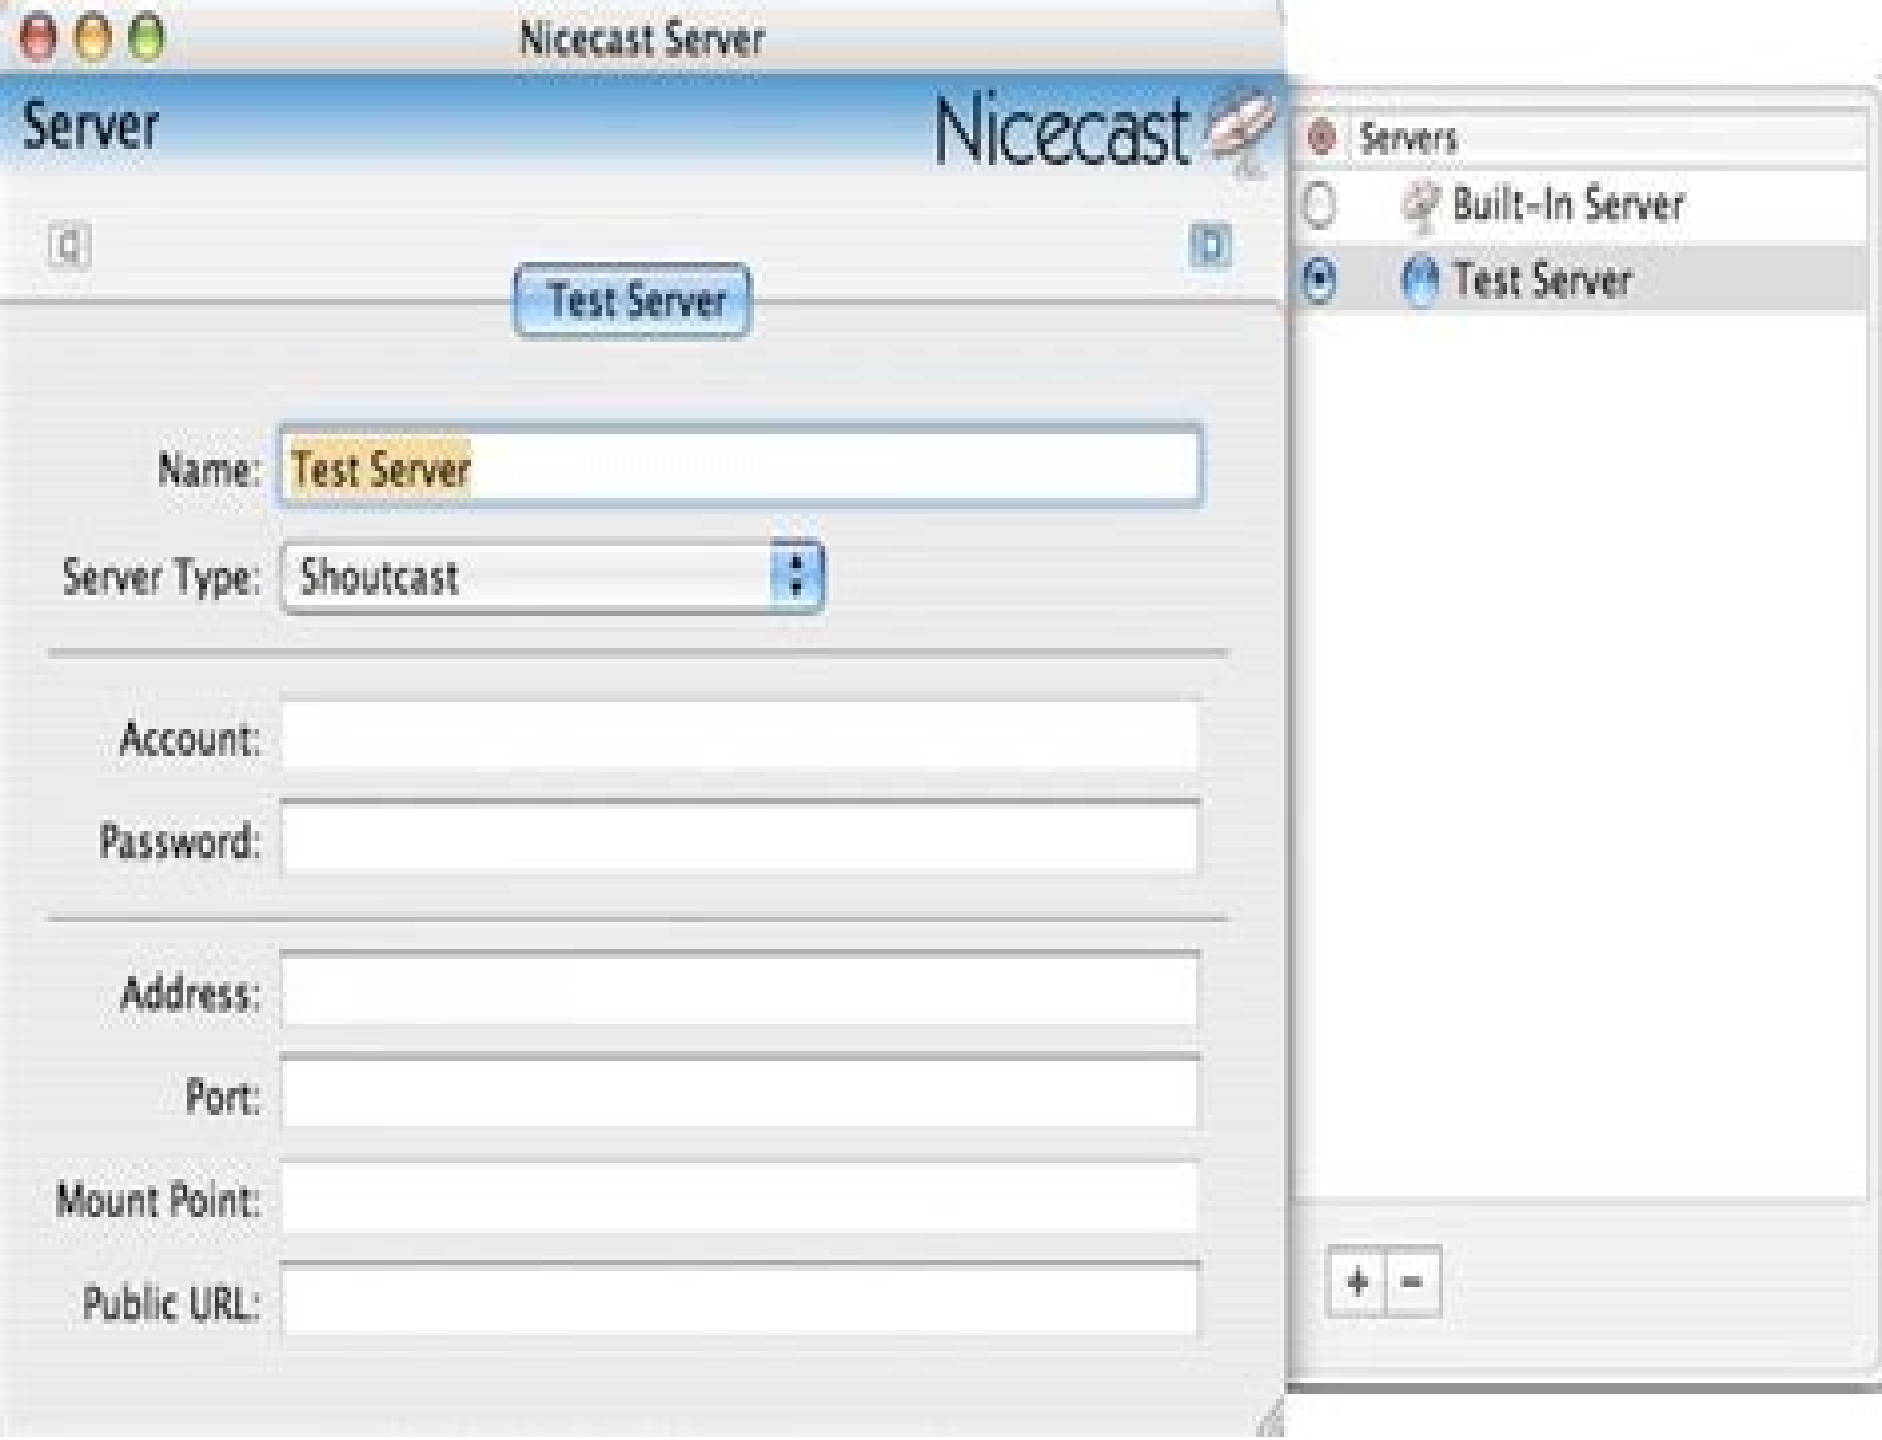 Nicecast Server
Server
Nicecast
Test Server
Name: Test Server
Server Type: Shoutcast
Account:
Password:
Address:
Port:
Mount Point:
Public URL:
Servers
Built-In Server
Test Server
+ -